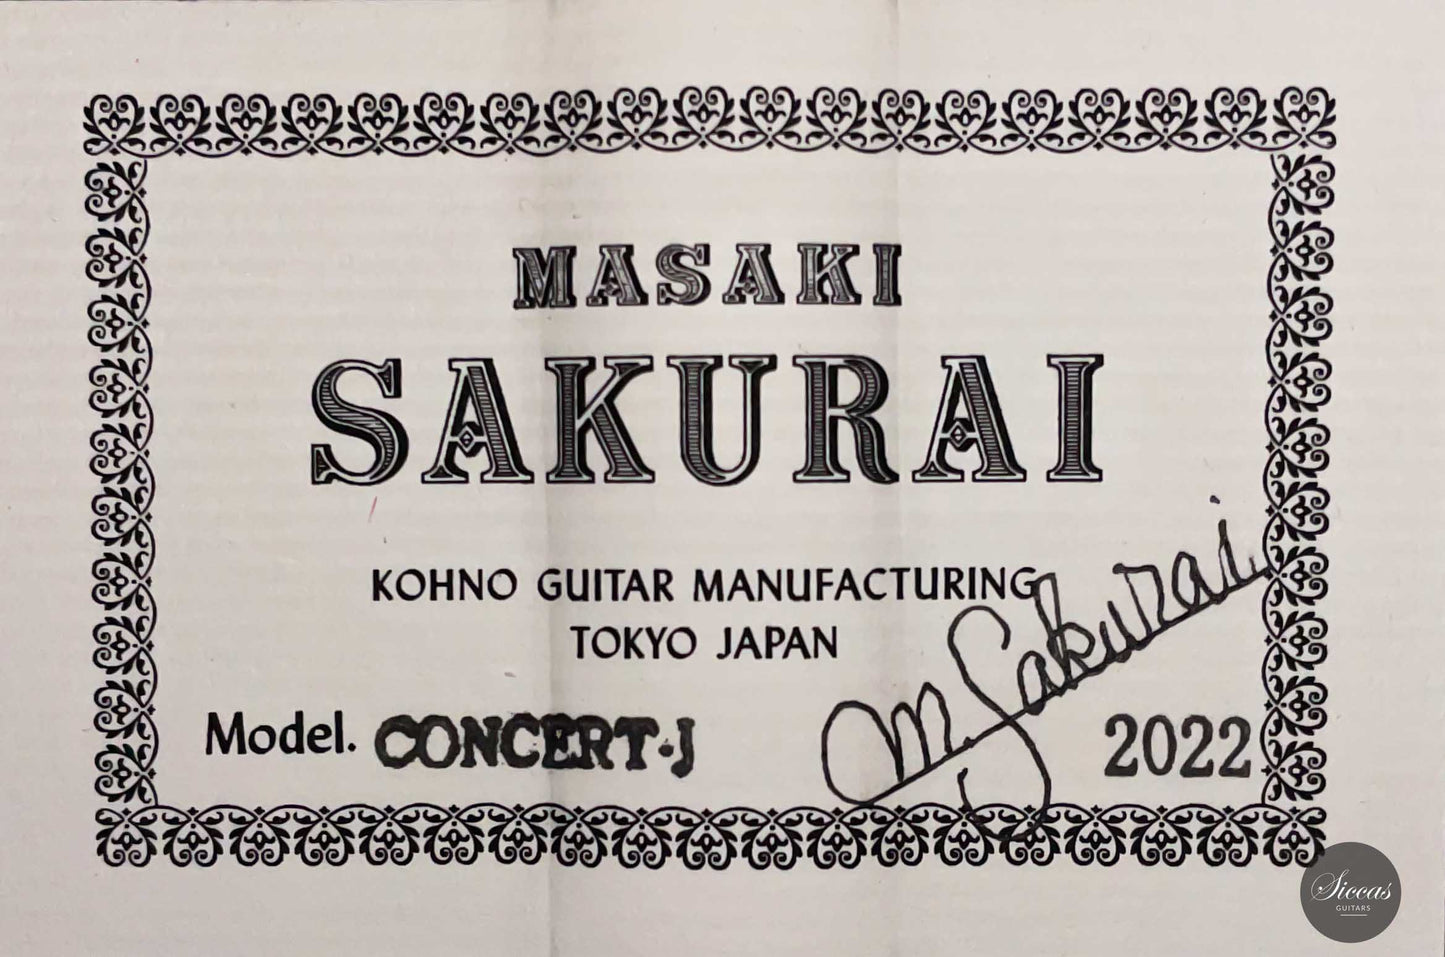 MASAKI
SAKURAI
KOHNO GUITAR MANUFACTURING
TOKYO JAPAN
Model. CONCERT·J
M. Sakurai
2022
Siccas
GUITARS